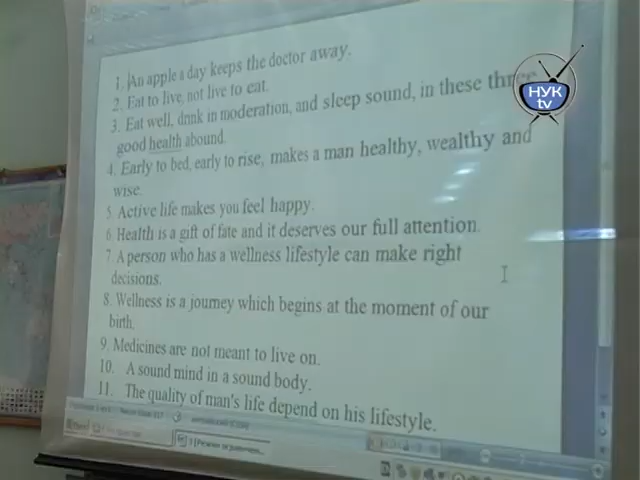 1. An apple a day keeps the doctor away.
2. Eat to live, not live to eat.
3. Eat well, drink in moderation, and sleep sound, in these three
good health abound.
4. Early to bed, early to rise, makes a man healthy, wealthy and
wise.
5. Active life makes you feel happy.
6. Health is a gift of fate and it deserves our full attention.
7. A person who has a wellness lifestyle can make right
decisions.
8. Wellness is a journey which begins at the moment of our
birth.
9. Medicines are not meant to live on.
10. A sound mind in a sound body.
11. The quality of man's life depend on his lifestyle.
НУК
tv